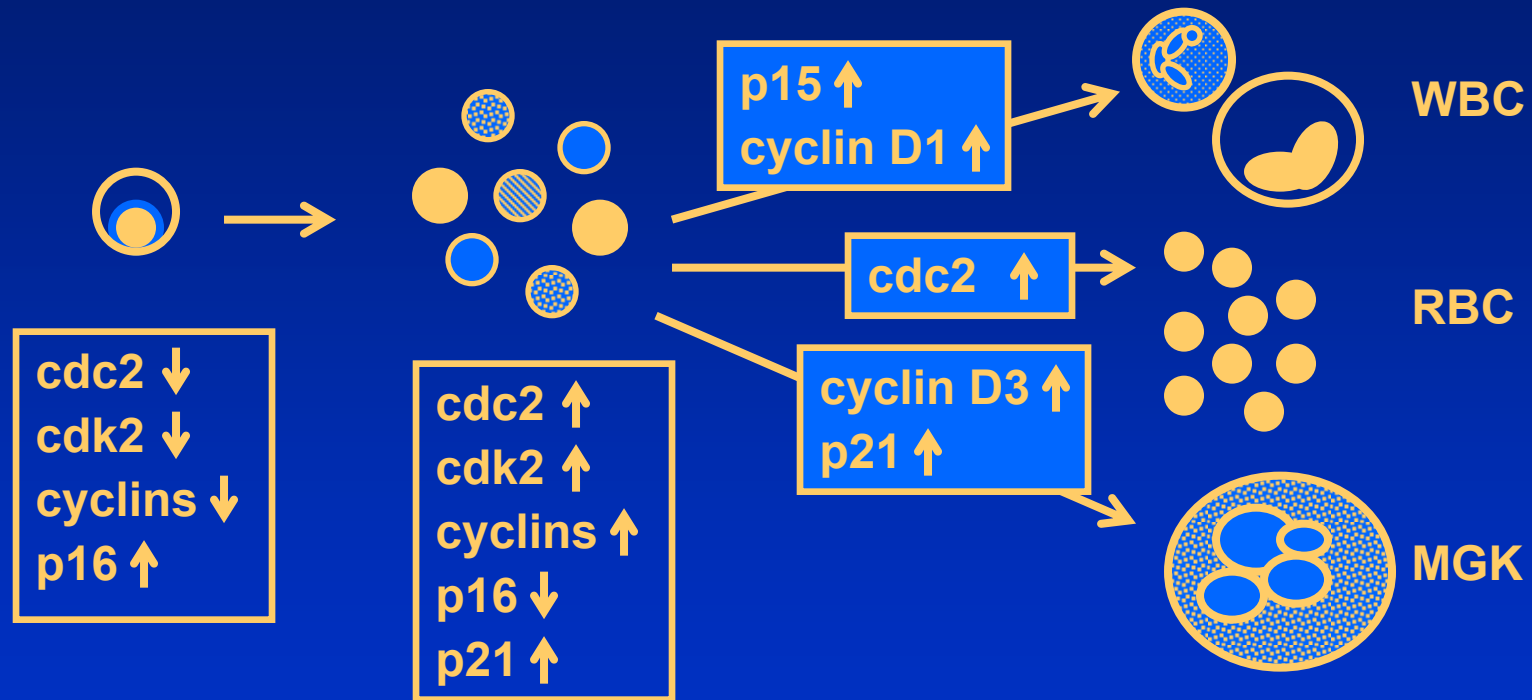 cdc2 ↓
cdk2 ↓
cyclins ↓
p16 ↑
cdc2 ↑
cdk2 ↑
cyclins ↑
p16 ↓
p21 ↑
p15 ↑
cyclin D1 ↑
WBC
cdc2 ↑
RBC
cyclin D3 ↑
p21 ↑
MGK